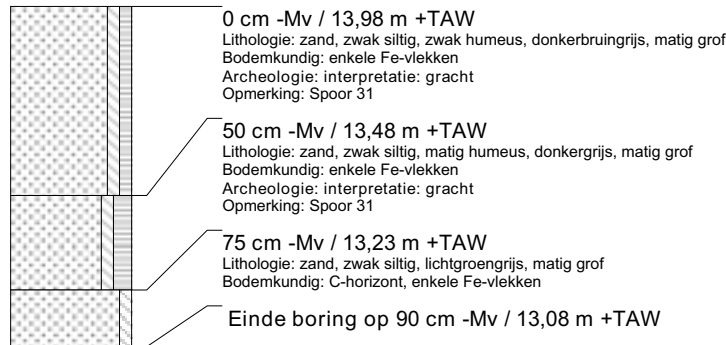 0 cm -Mv / 13,98 m +TAW
Lithologie: zand, zwak siltig, zwak humeus, donkerbruingrijs, matig grof
Bodemkundig: enkele Fe-vlekken
Archeologie: interpretatie: gracht
Opmerking: Spoor 31
50 cm -Mv / 13,48 m +TAW
Lithologie: zand, zwak siltig, matig humeus, donkergrijs, matig grof
Bodemkundig: enkele Fe-vlekken
Archeologie: interpretatie: gracht
Opmerking: Spoor 31
75 cm -Mv / 13,23 m +TAW
Lithologie: zand, zwak siltig, lichtgroengrijs, matig grof
Bodemkundig: C-horizont, enkele Fe-vlekken
Einde boring op 90 cm -Mv / 13,08 m +TAW